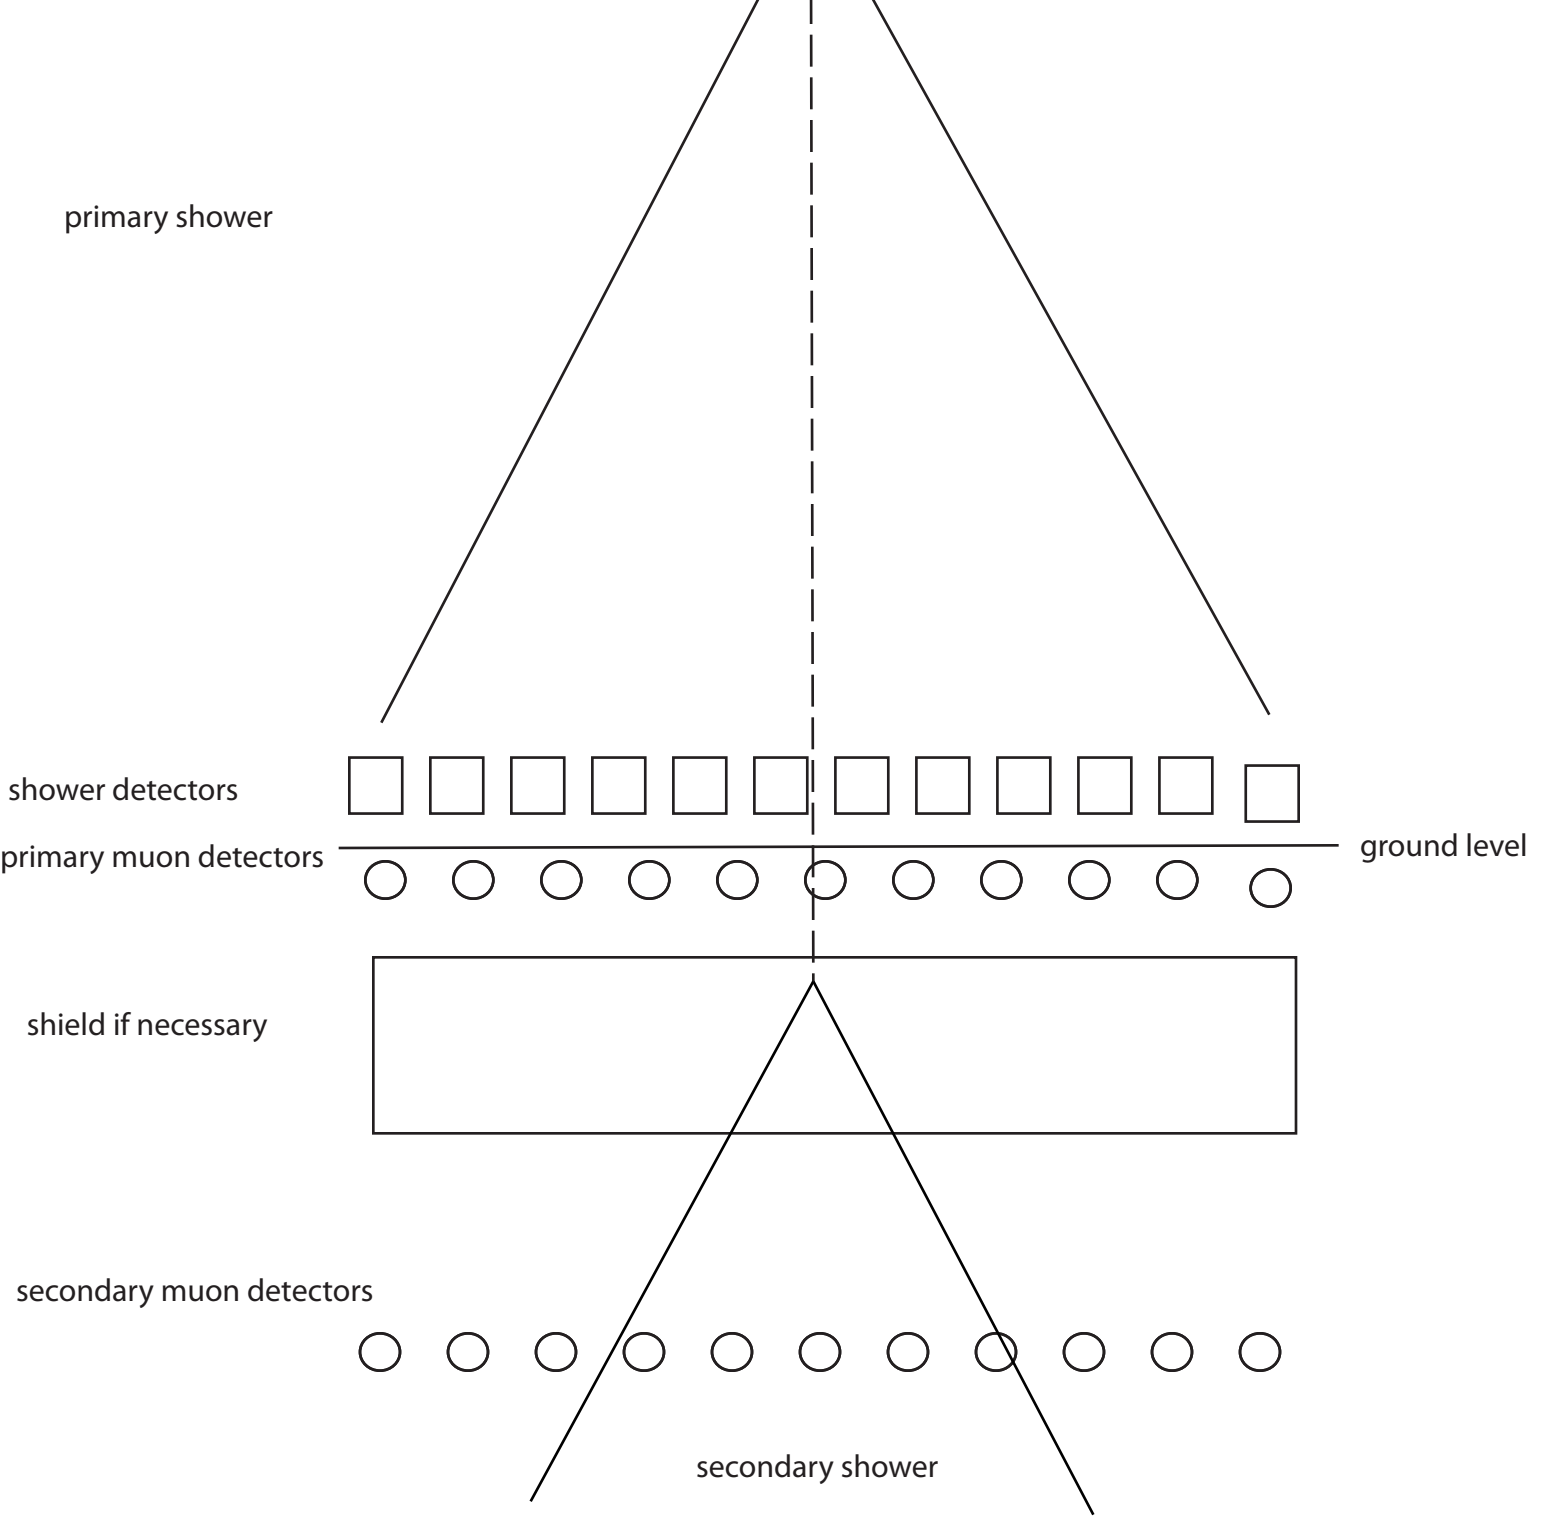 primary shower
shower detectors
ground level
primary muon detectors
shield if necessary
secondary muon detectors
secondary shower